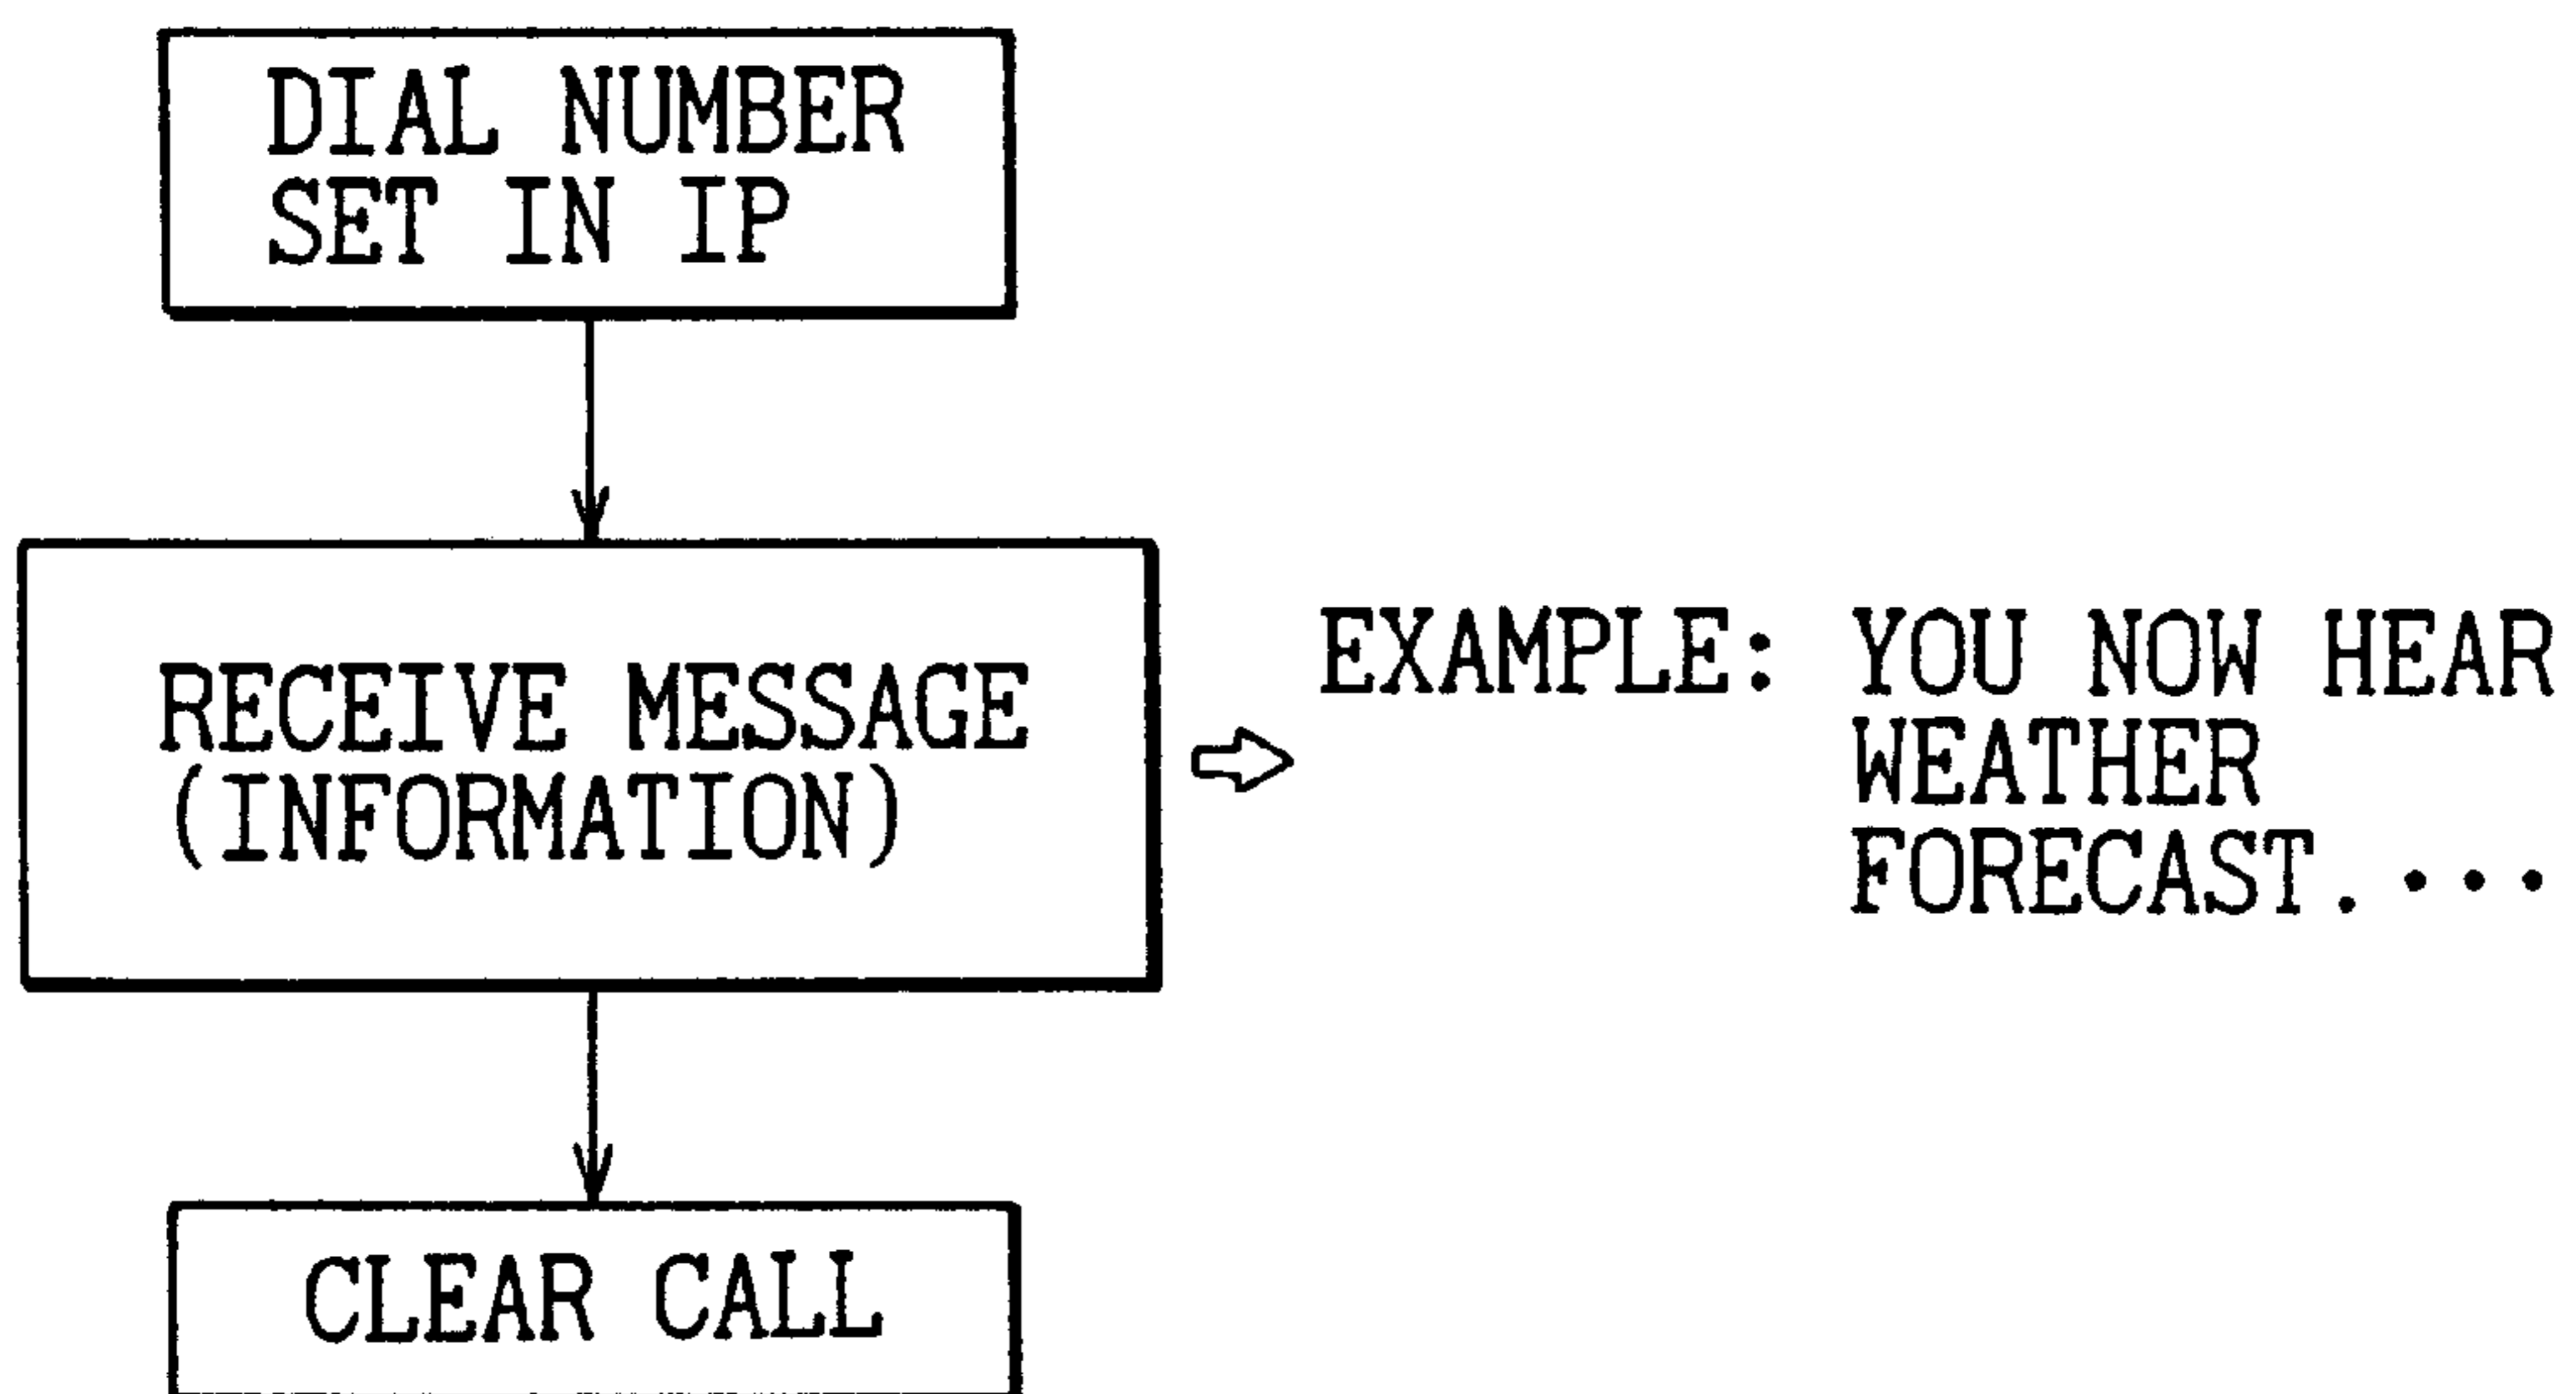 DIAL NUMBER
SET IN IP
RECEIVE MESSAGE
(INFORMATION)
EXAMPLE: YOU NOW HEAR
WEATHER
FORECAST. ･･･
CLEAR CALL